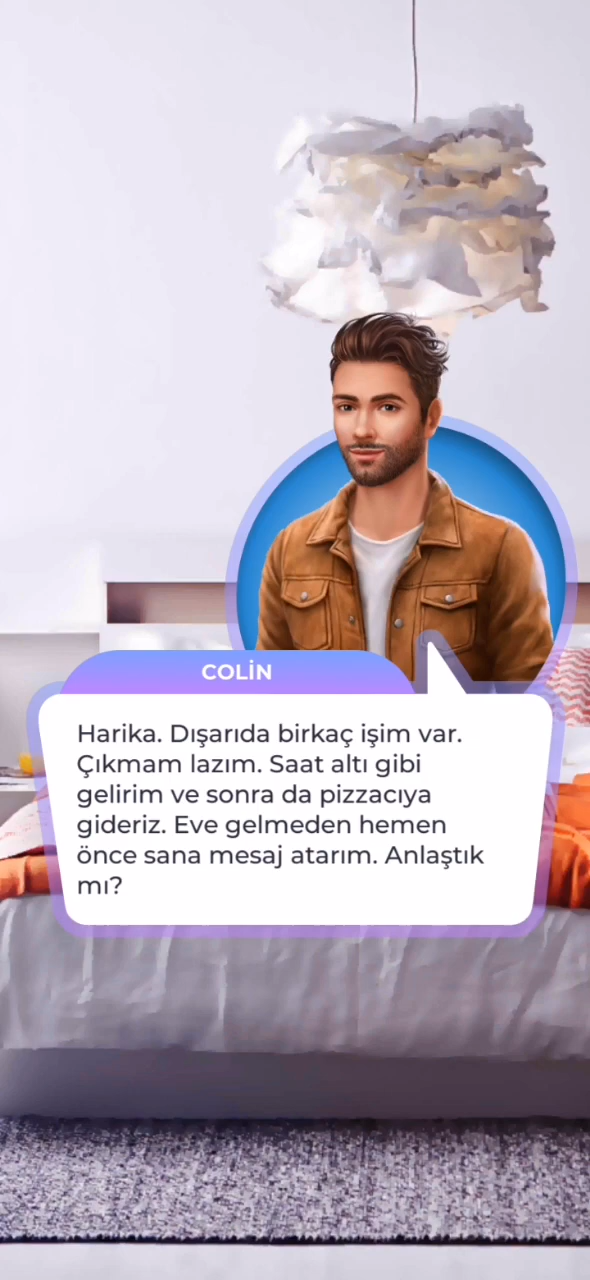 COLİN
Harika. Dışarıda birkaç işim var.
Çıkmam lazım. Saat altı gibi
gelirim ve sonra da pizzacıya
gideriz. Eve gelmeden hemen
önce sana mesaj atarım. Anlaştık
mı?